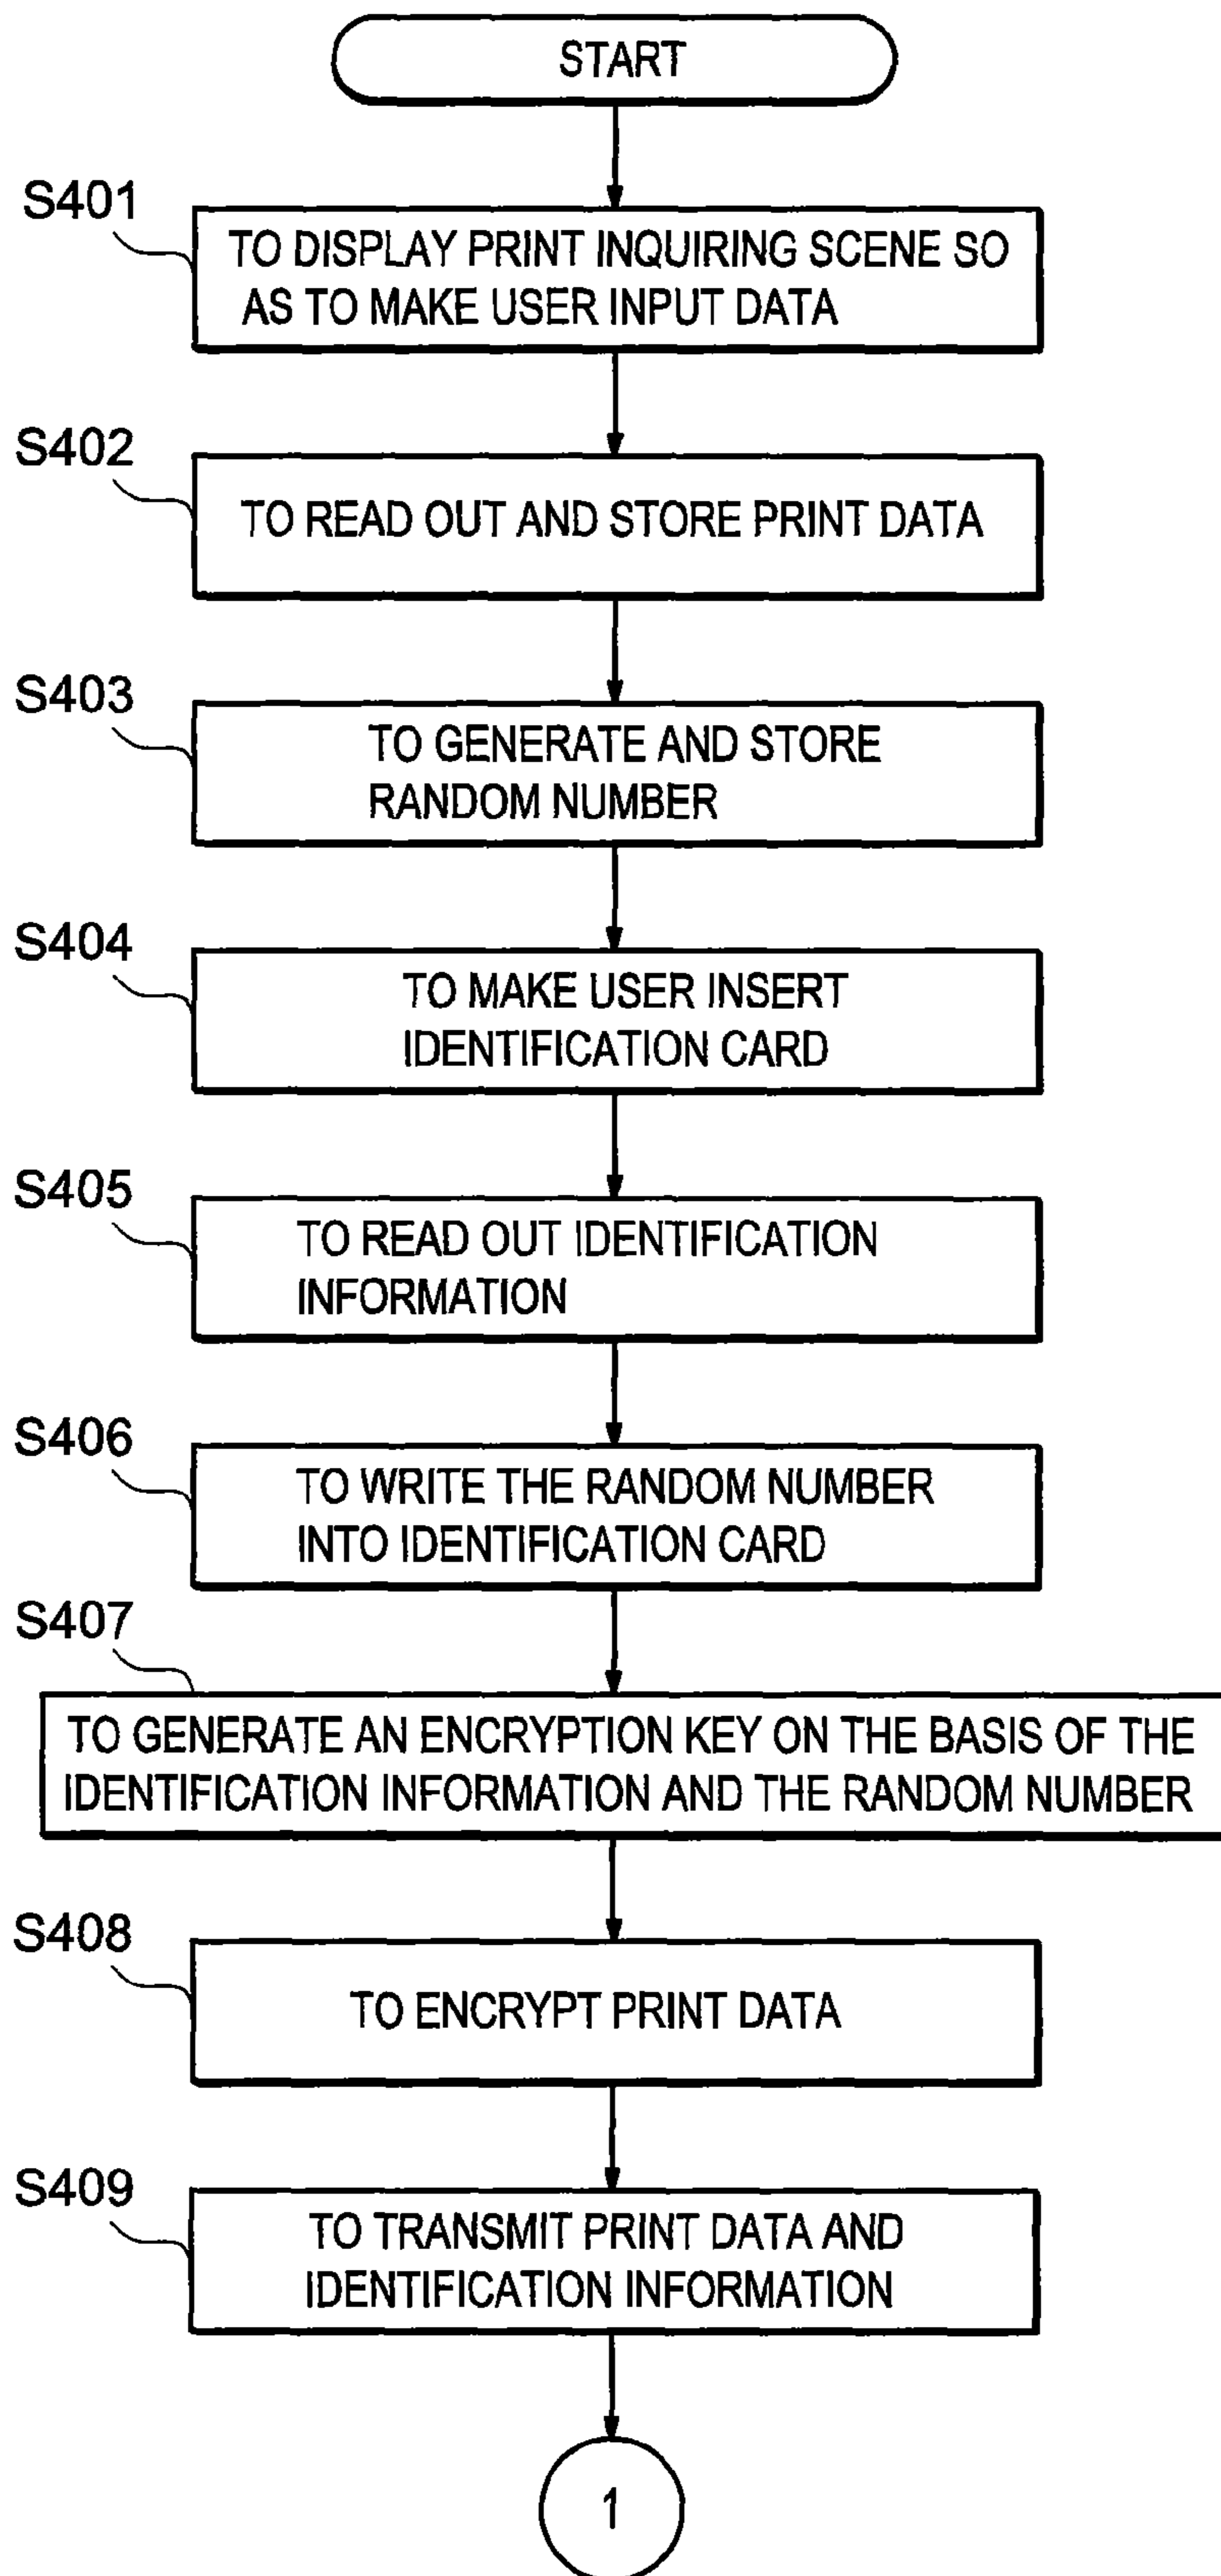 START
S401
TO DISPLAY PRINT INQUIRING SCENE SO
AS TO MAKE USER INPUT DATA
S402
TO READ OUT AND STORE PRINT DATA
S403
TO GENERATE AND STORE
RANDOM NUMBER
S404
TO MAKE USER INSERT
IDENTIFICATION CARD
S405
TO READ OUT IDENTIFICATION
INFORMATION
S406
TO WRITE THE RANDOM NUMBER
INTO IDENTIFICATION CARD
S407
TO GENERATE AN ENCRYPTION KEY ON THE BASIS OF THE
IDENTIFICATION INFORMATION AND THE RANDOM NUMBER
S408
TO ENCRYPT PRINT DATA
S409
TO TRANSMIT PRINT DATA AND
IDENTIFICATION INFORMATION
1